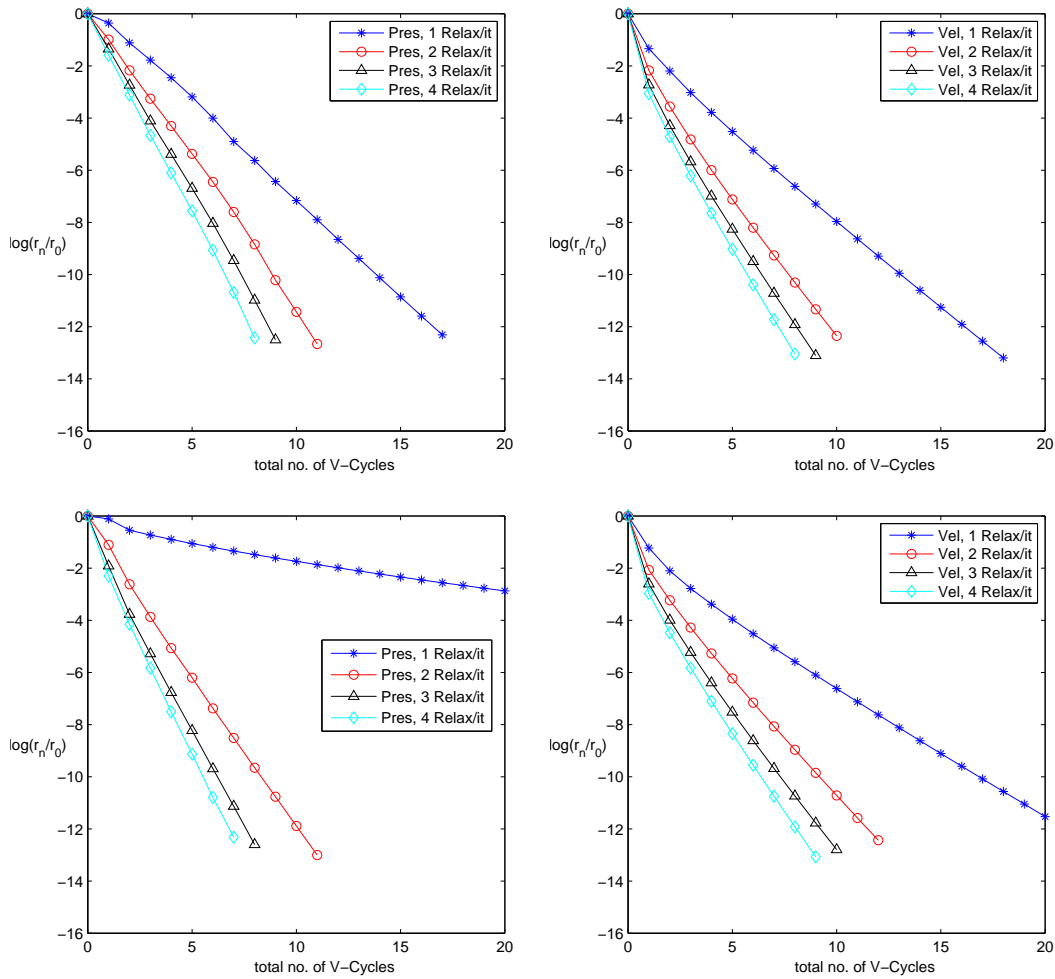 0
−2
−4
−6
−8
−10
−12
−14
−16
log(r_n/r_0)
0 5 10 15 20
total no. of V−Cycles
Pres, 1 Relax/it
Pres, 2 Relax/it
Pres, 3 Relax/it
Pres, 4 Relax/it
0
−2
−4
−6
−8
−10
−12
−14
−16
log(r_n/r_0)
0 5 10 15 20
total no. of V−Cycles
Vel, 1 Relax/it
Vel, 2 Relax/it
Vel, 3 Relax/it
Vel, 4 Relax/it
0
−2
−4
−6
−8
−10
−12
−14
−16
log(r_n/r_0)
0 5 10 15 20
total no. of V−Cycles
Pres, 1 Relax/it
Pres, 2 Relax/it
Pres, 3 Relax/it
Pres, 4 Relax/it
0
−2
−4
−6
−8
−10
−12
−14
−16
log(r_n/r_0)
0 5 10 15 20
total no. of V−Cycles
Vel, 1 Relax/it
Vel, 2 Relax/it
Vel, 3 Relax/it
Vel, 4 Relax/it